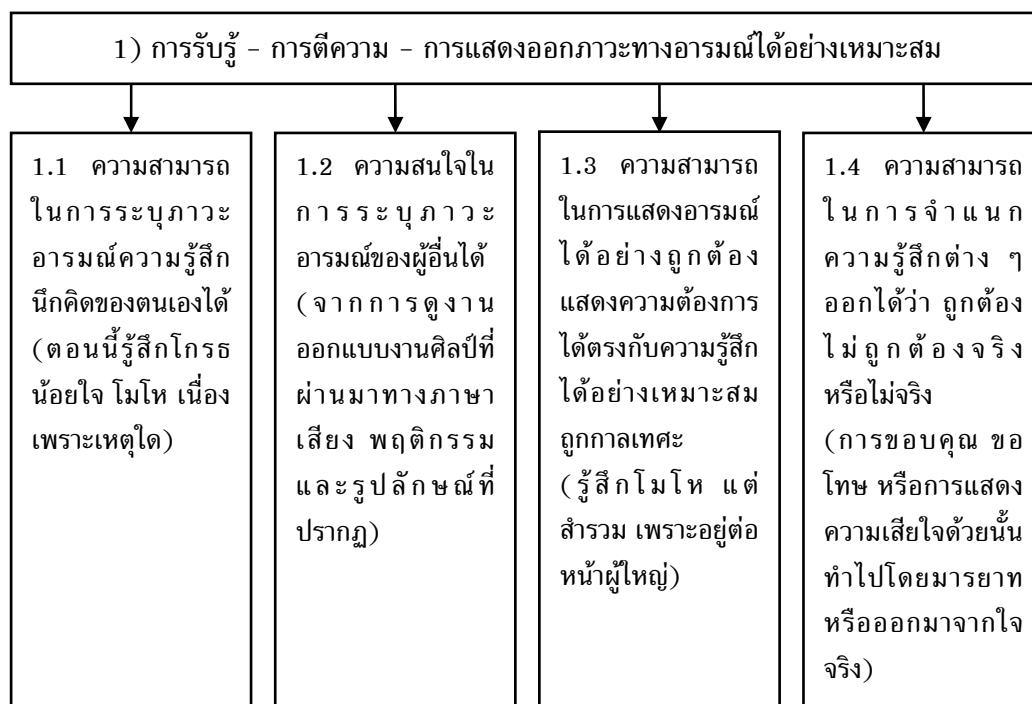 1) การรับรู้ - การตีความ - การแสดงออกภาวะทางอารมณ์ได้อย่างเหมาะสม
1.1 ความสามารถ
ในการระบุภาวะ
อารมณ์ความรู้สึก
นึกคิดของตนเองได้
(ตอนนี้รู้สึกโกรธ
น้อยใจ โมโห เนื่อง
เพราะเหตุใด)
1.2 ความสนใจใน
การระบุภาวะ
อารมณ์ของผู้อื่นได้
(จากการดูงาน
ออกแบบงานศิลป์ที่
ผ่านมาทางภาษา
เสียง พฤติกรรม
และรูปลักษณ์ที่
ปรากฏ)
1.3 ความสามารถ
ในการแสดงอารมณ์
ได้อย่างถูกต้อง
แสดงความต้องการ
ได้ตรงกับความรู้สึก
ได้อย่างเหมาะสม
ถูกกาลเทศะ
(รู้สึกโมโห แต่
สำรวม เพราะอยู่ต่อ
หน้าผู้ใหญ่)
1.4 ความสามารถ
ในการจำแนก
ความรู้สึกต่าง ๆ
ออกได้ว่า ถูกต้อง
ไม่ถูกต้องจริง
หรือไม่จริง
(การขอบคุณ ขอ
โทษ หรือการแสดง
ความเสียใจด้วยนั้น
ทำไปโดยมารยาท
หรือออกมาจากใจ
จริง)